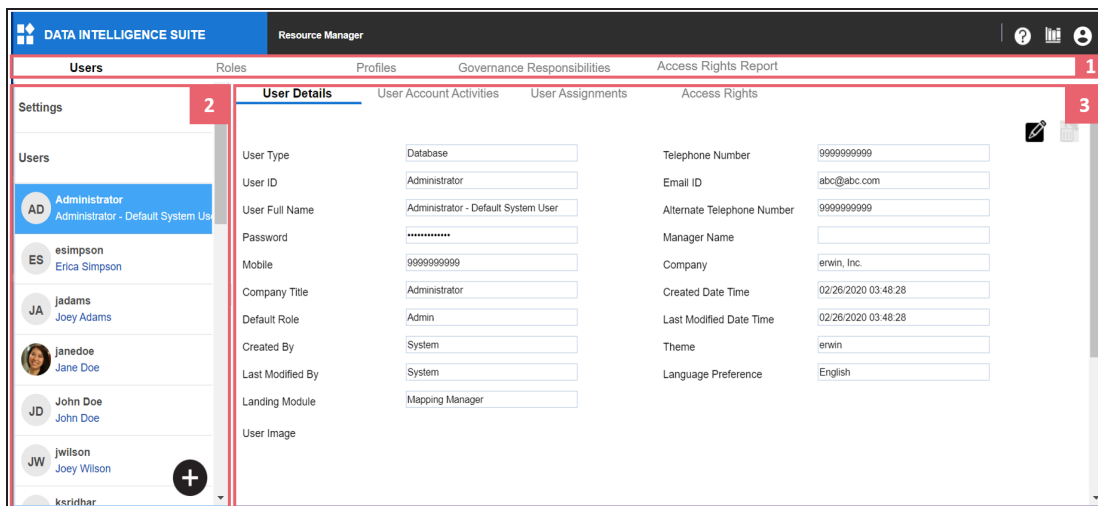 DATA INTELLIGENCE SUITE
Resource Manager
?
Users
Roles
Profiles
Governance Responsibilities
Access Rights Report
1
Settings
2
Users
AD
Administrator
Administrator - Default System
ES
esimpson
Erica Simpson
JA
jadams
Joey Adams
janedoe
Jane Doe
JD
John Doe
John Doe
JW
jwilson
Joey Wilson
+
ksridhar
User Details
User Account Activities
User Assignments
Access Rights
3
User Type
Database
Telephone Number
9999999999
User ID
Administrator
Email ID
abc@abc.com
User Full Name
Administrator - Default System User
Alternate Telephone Number
9999999999
Password
•••••••••••••
Manager Name
Mobile
9999999999
Company
erwin, Inc.
Company Title
Administrator
Created Date Time
02/26/2020 03:48:28
Default Role
Admin
Last Modified Date Time
02/26/2020 03:48:28
Created By
System
Theme
erwin
Last Modified By
System
Language Preference
English
Landing Module
Mapping Manager
User Image